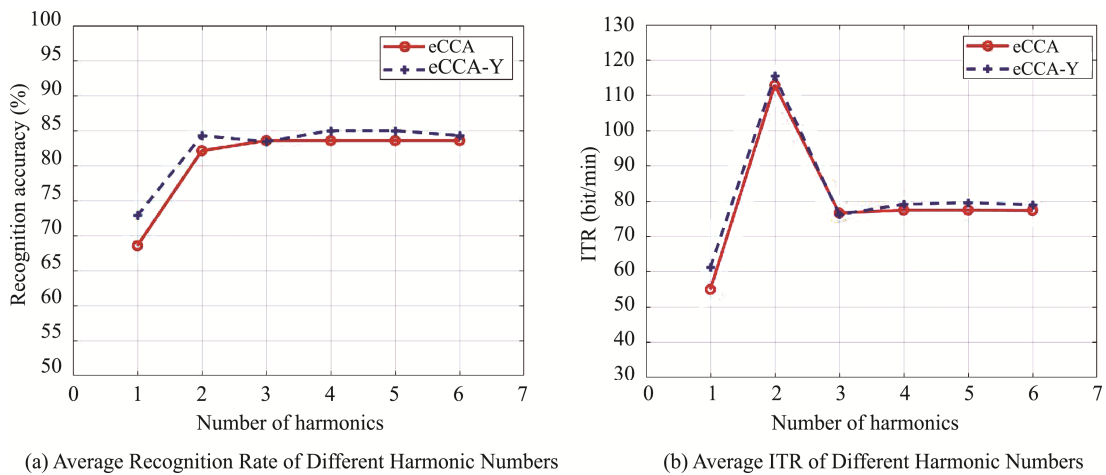 100
95
90
85
80
75
70
65
60
55
50
Recognition accuracy (%)
eCCA
eCCA-Y
0 1 2 3 4 5 6 7
Number of harmonics
(a) Average Recognition Rate of Different Harmonic Numbers
130
120
110
100
90
80
70
60
50
40
30
ITR (bit/min)
eCCA
eCCA-Y
0 1 2 3 4 5 6 7
Number of harmonics
(b) Average ITR of Different Harmonic Numbers